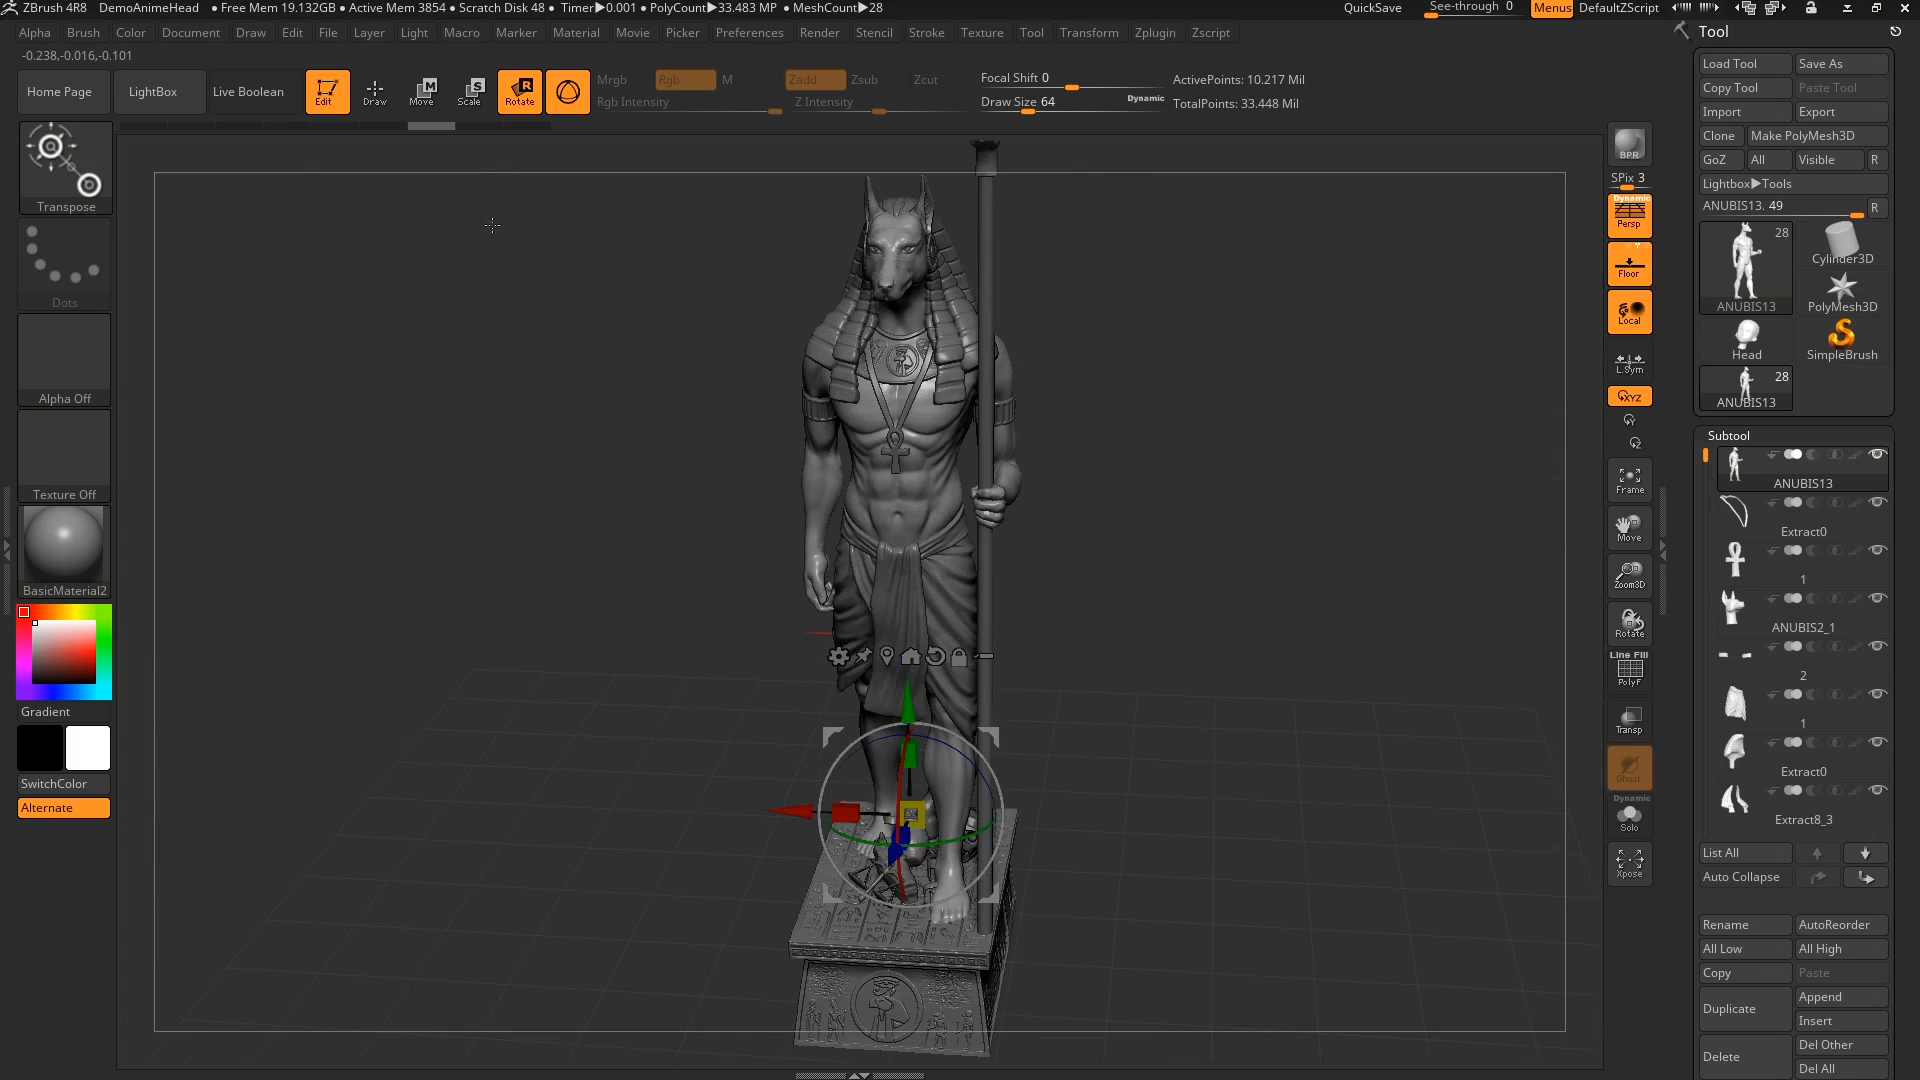 ZBrush 4R8 DemoAnimeHead • Free Mem 19.132GB • Active Mem 3854 • Scratch Disk 48 • Timer▶0.001 • PolyCount▶33.483 MP • MeshCount▶28 QuickSave See-through 0 Menus DefaultZScript
Alpha Brush Color Document Draw Edit File Layer Light Macro Marker Material Movie Picker Preferences Render Stencil Stroke Texture Tool Transform Zplugin Zscript
-0.238,-0.016,-0.101
Home Page LightBox Live Boolean Edit Draw Move Scale Rotate
Mrgb Rgb M Zadd Zsub Zcut
Rgb Intensity Z Intensity
Focal Shift 0
Draw Size 64 Dynamic
ActivePoints: 10.217 Mil
TotalPoints: 33.448 Mil
Transpose
Dots
Alpha Off
Texture Off
BasicMaterial2
Gradient
SwitchColor
Alternate
BPR
SPix 3
Dynamic
Persp
Floor
Local
L.Sym
XYZ
Y
Z
Frame
Move
Zoom3D
Rotate
Line Fill
PolyF
Transp
Ghost
Dynamic
Solo
Xpose
Tool
Load Tool Save As
Copy Tool Paste Tool
Import Export
Clone Make PolyMesh3D
GoZ All Visible R
Lightbox▶Tools
ANUBIS13. 49 R
28
Cylinder3D
ANUBIS13 PolyMesh3D
Head SimpleBrush
28
ANUBIS13
Subtool
ANUBIS13
Extract0
1
ANUBIS2_1
2
1
Extract0
Extract8_3
List All
Auto Collapse
Rename AutoReorder
All Low All High
Copy Paste
Duplicate Append
Insert
Delete Del Other
Del All